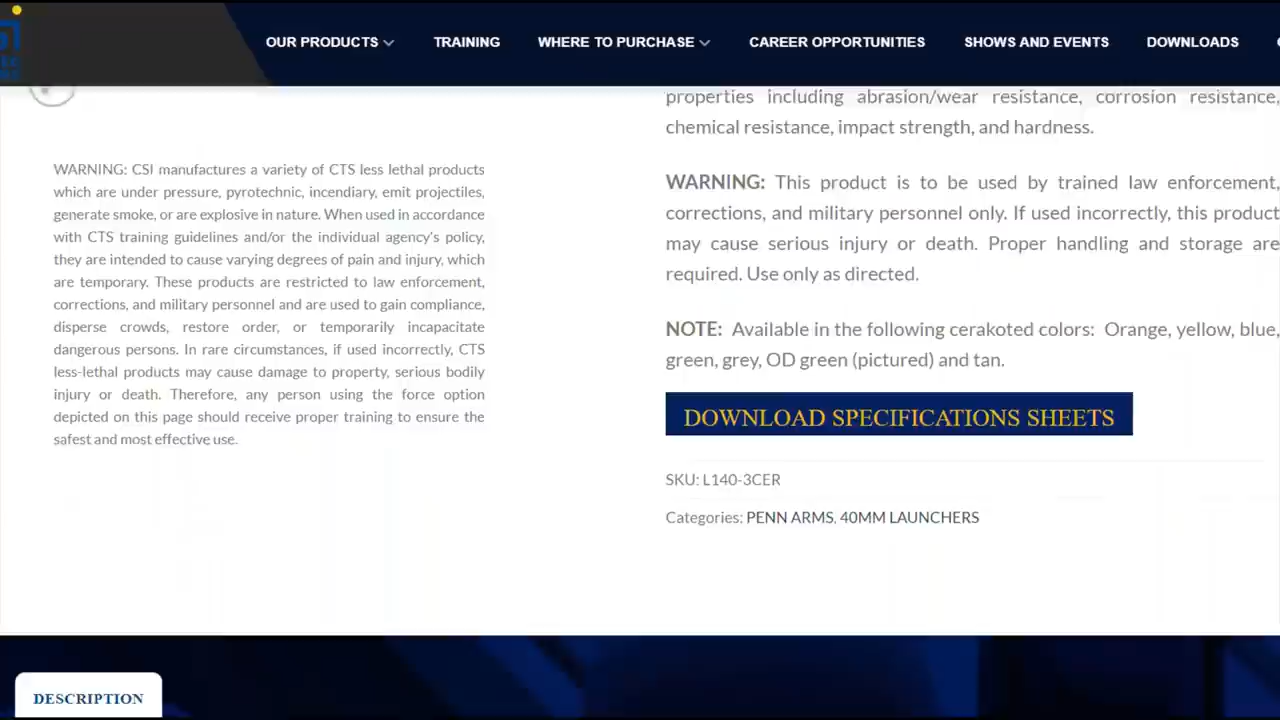 OUR PRODUCTS
TRAINING
WHERE TO PURCHASE
CAREER OPPORTUNITIES
SHOWS AND EVENTS
DOWNLOADS
WARNING: CSI manufactures a variety of CTS less lethal products
which are under pressure, pyrotechnic, incendiary, emit projectiles,
generate smoke, or are explosive in nature. When used in accordance
with CTS training guidelines and/or the individual agency's policy,
they are intended to cause varying degrees of pain and injury, which
are temporary. These products are restricted to law enforcement,
corrections, and military personnel and are used to gain compliance,
disperse crowds, restore order, or temporarily incapacitate
dangerous persons. In rare circumstances, if used incorrectly, CTS
less-lethal products may cause damage to property, serious bodily
injury or death. Therefore, any person using the force option
depicted on this page should receive proper training to ensure the
safest and most effective use.
properties including abrasion/wear resistance, corrosion resistance,
chemical resistance, impact strength, and hardness.
WARNING: This product is to be used by trained law enforcement,
corrections, and military personnel only. If used incorrectly, this product
may cause serious injury or death. Proper handling and storage are
required. Use only as directed.
NOTE: Available in the following cerakoted colors: Orange, yellow, blue,
green, grey, OD green (pictured) and tan.
DOWNLOAD SPECIFICATIONS SHEETS
SKU: L140-3CER
Categories: PENN ARMS, 40MM LAUNCHERS
DESCRIPTION